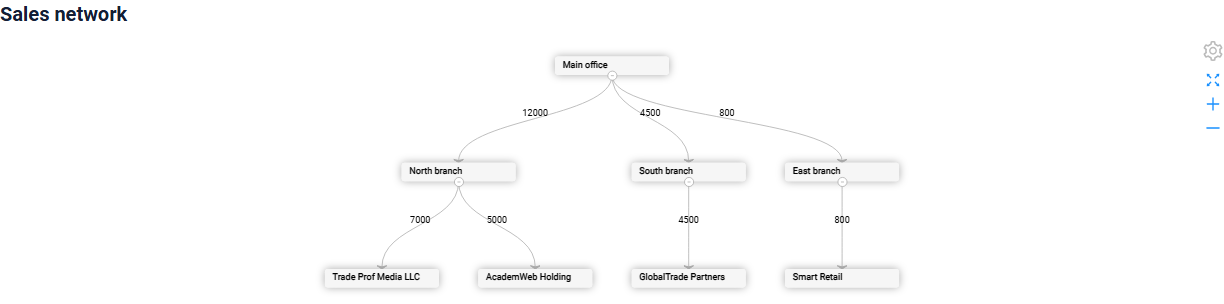 Sales network
Main office
12000
4500
800
North branch
South branch
East branch
7000
5000
4500
800
Trade Prof Media LLC
AcademWeb Holding
GlobalTrade Partners
Smart Retail